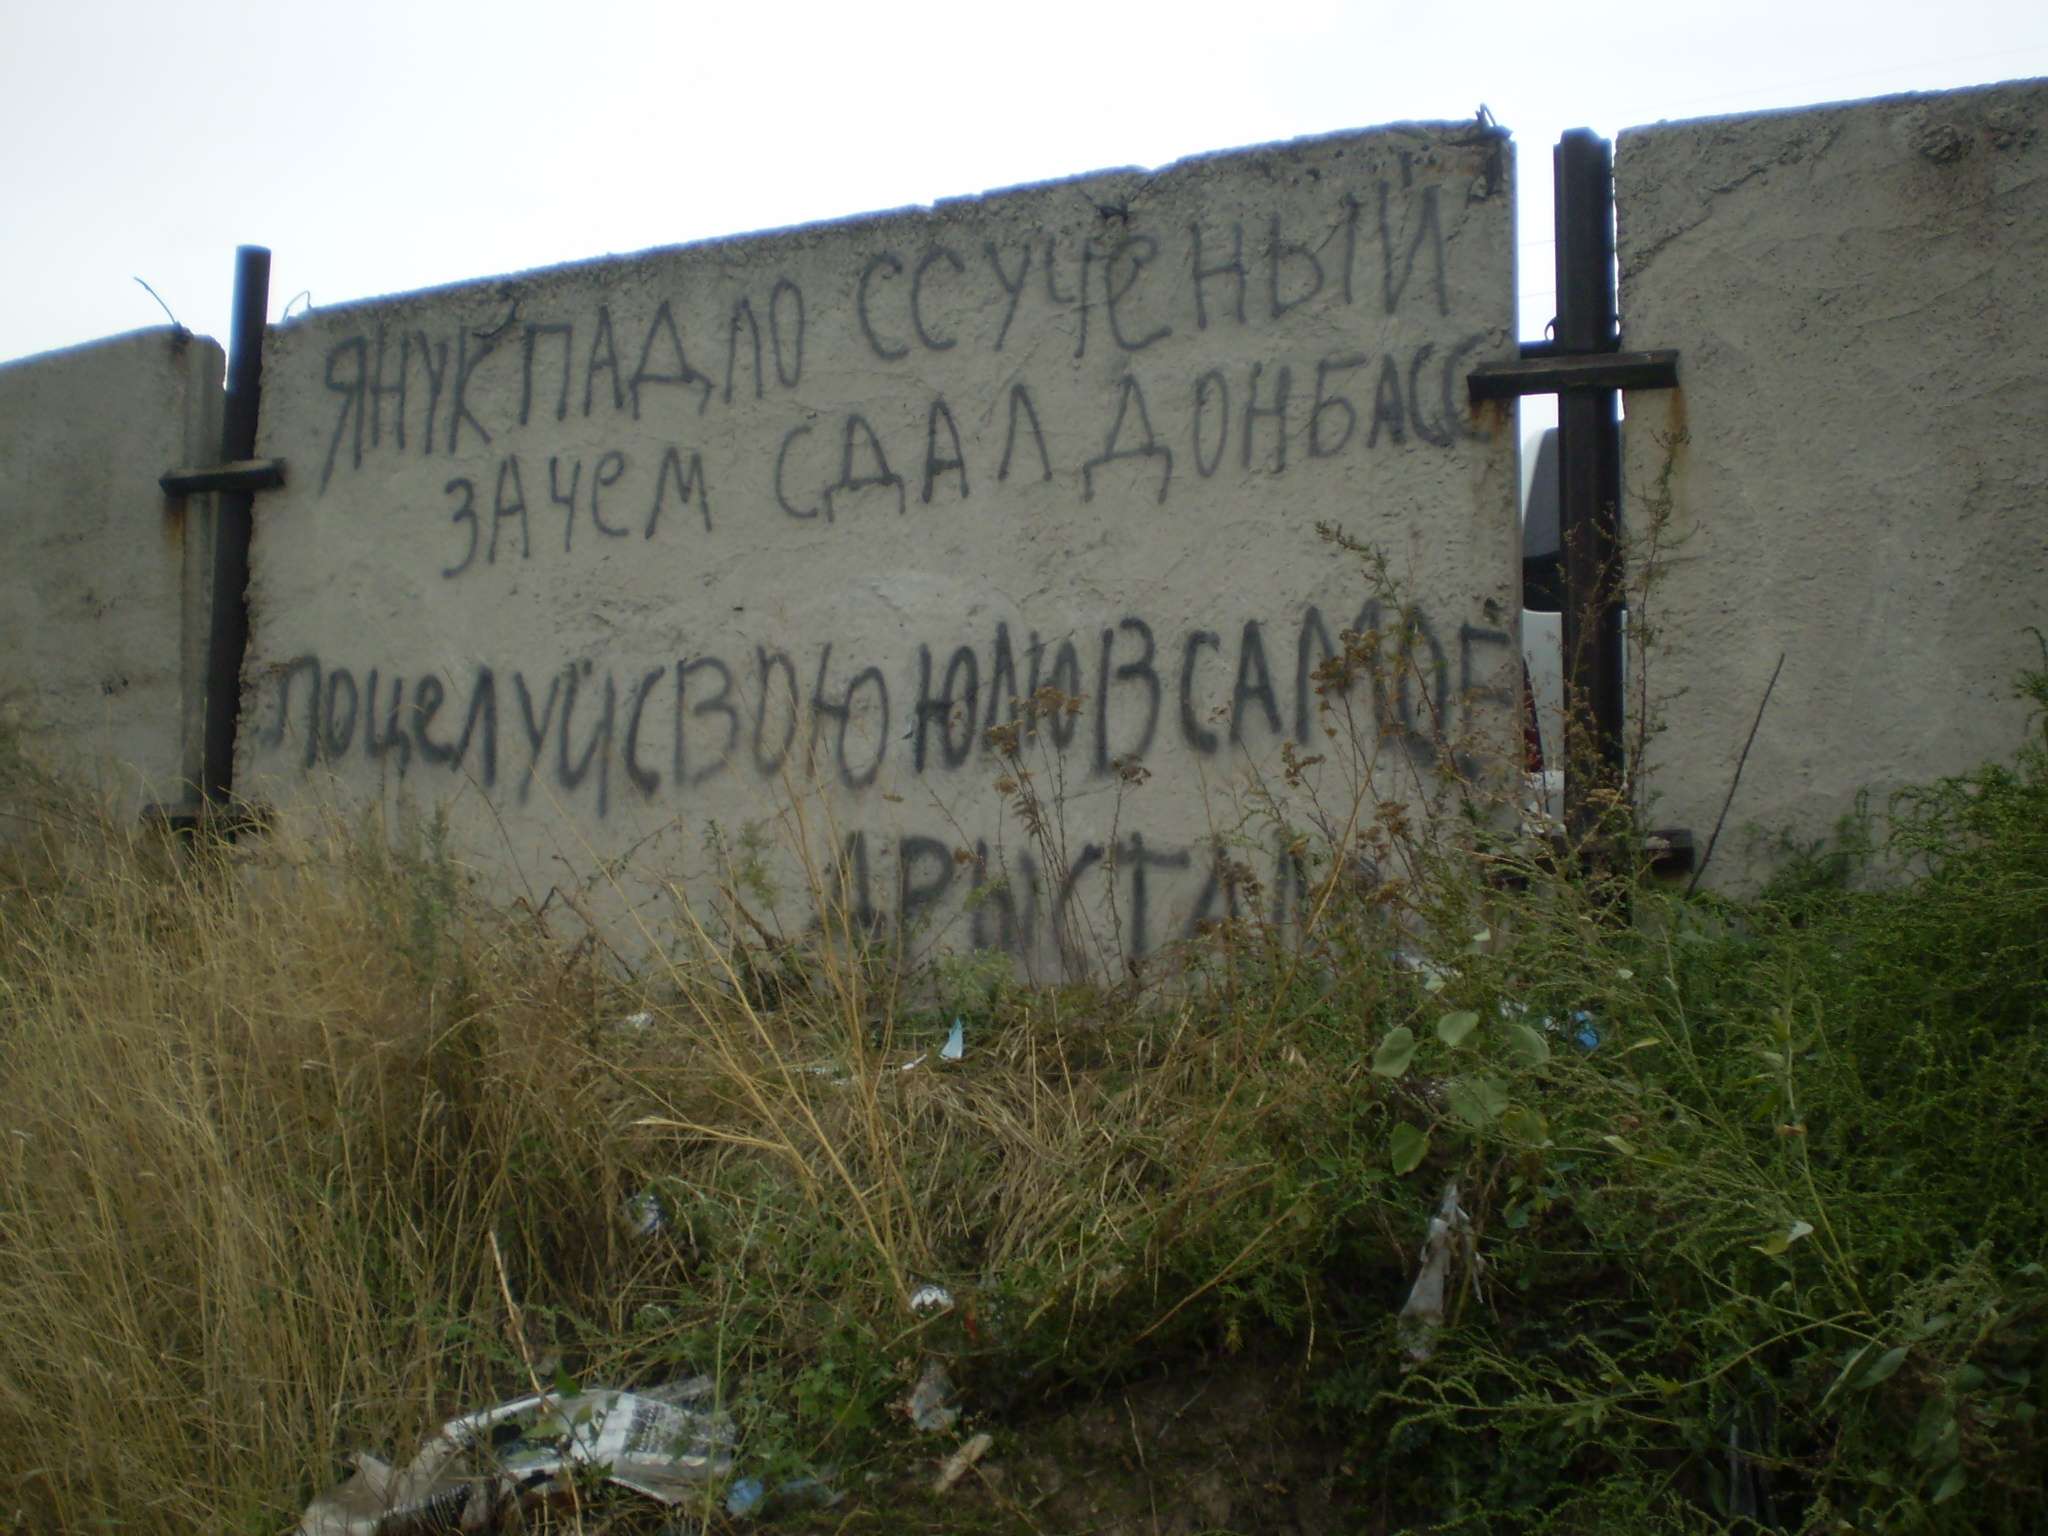 ЯНУК ПАДЛО ССУЧЕНЫЙ
ЗАЧЕМ СДАЛ ДОНБАСС
ПОЦЕЛУЙ СВОЮ ЮЛЮ В САМОЕ